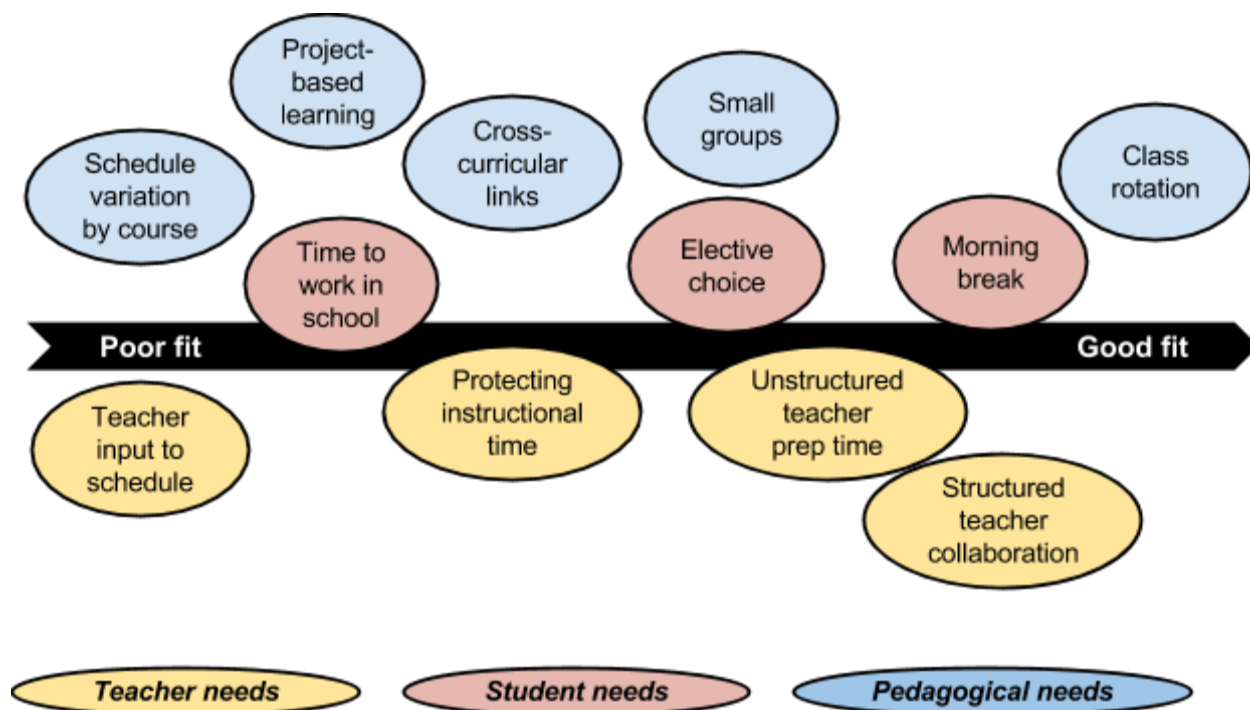 Project-
based
learning
Small
groups
Cross-
curricular
links
Class
rotation
Schedule
variation
by course
Time to
work in
school
Elective
choice
Morning
break
Poor fit
Good fit
Teacher
input to
schedule
Protecting
instructional
time
Unstructured
teacher
prep time
Structured
teacher
collaboration
Teacher needs
Student needs
Pedagogical needs